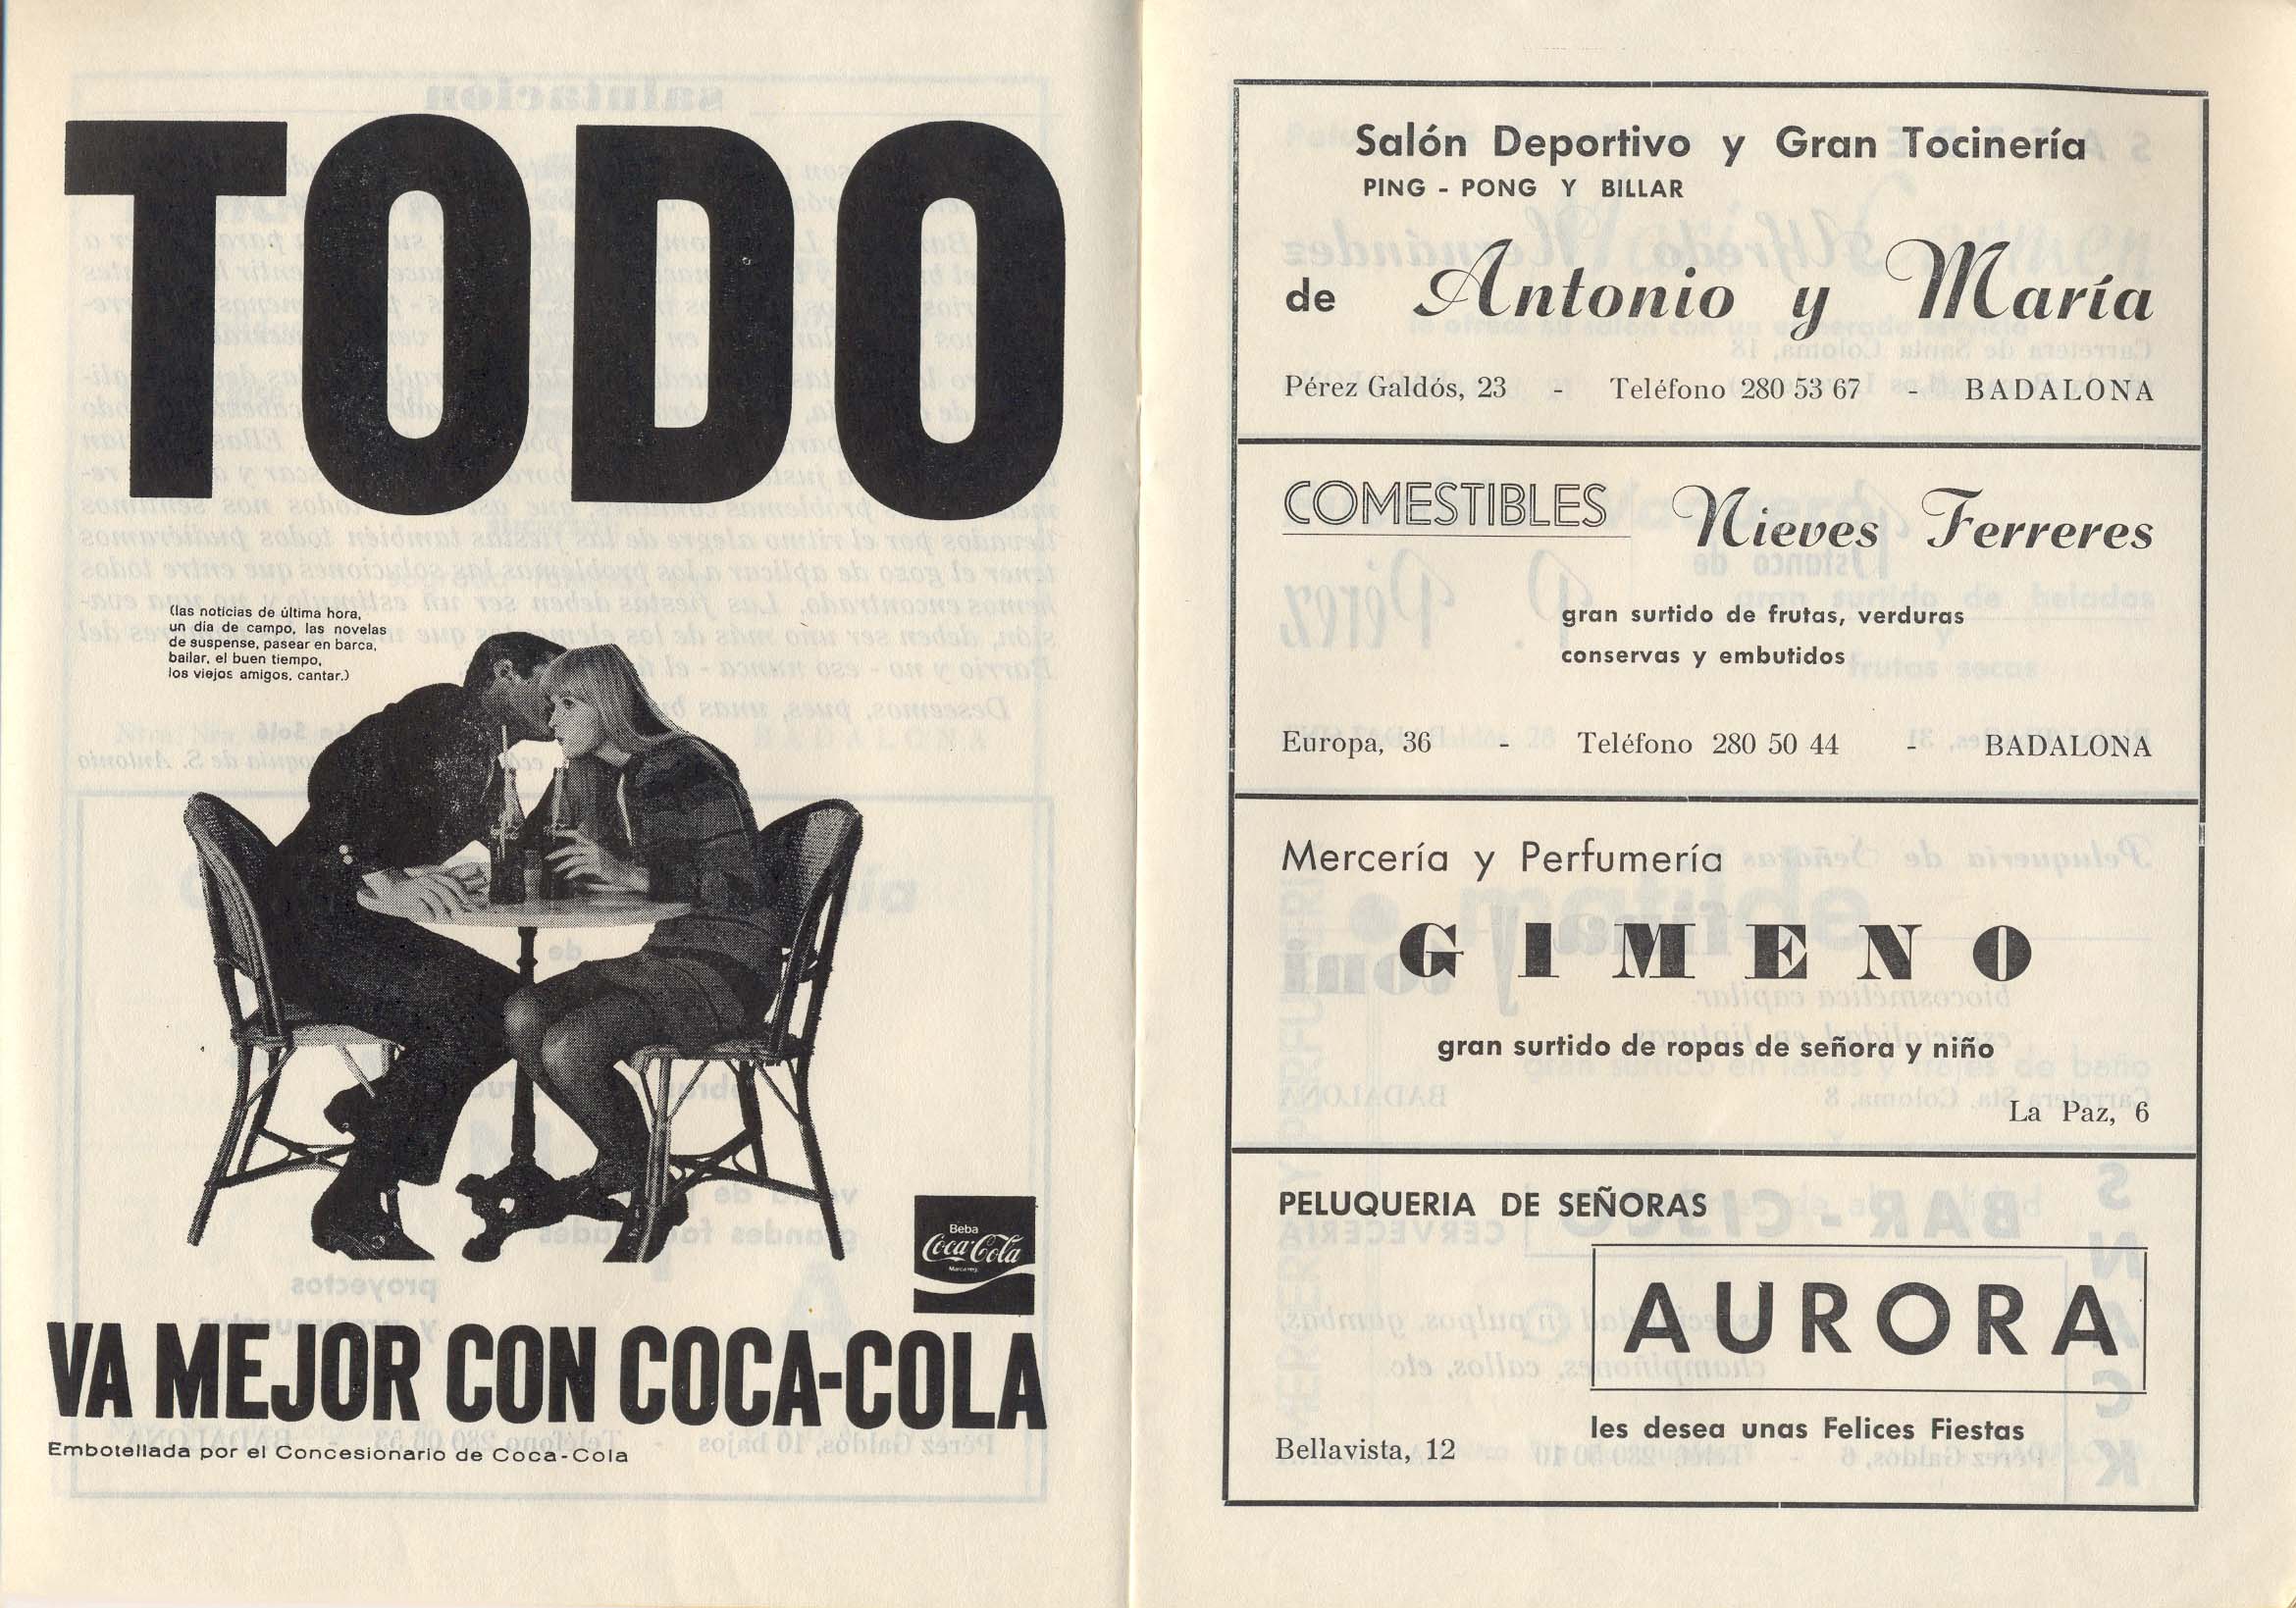 TODO
(las noticias de última hora,
un día de campo, las novelas
de suspense, pasear en barca,
bailar, el buen tiempo,
los viejos amigos, cantar.)
Beba
Coca-Cola
Marca reg.
VA MEJOR CON COCA-COLA
Embotellada por el Concesionario de Coca-Cola
Salón Deportivo y Gran Tocinería
PING - PONG Y BILLAR
de Antonio y María
Pérez Galdós, 23 - Teléfono 280 53 67 - BADALONA
COMESTIBLES Nieves Ferreres
gran surtido de frutas, verduras
conservas y embutidos
Europa, 36 - Teléfono 280 50 44 - BADALONA
Mercería y Perfumería
GIMENO
gran surtido de ropas de señora y niño
La Paz, 6
PELUQUERIA DE SEÑORAS
AURORA
les desea unas Felices Fiestas
Bellavista, 12